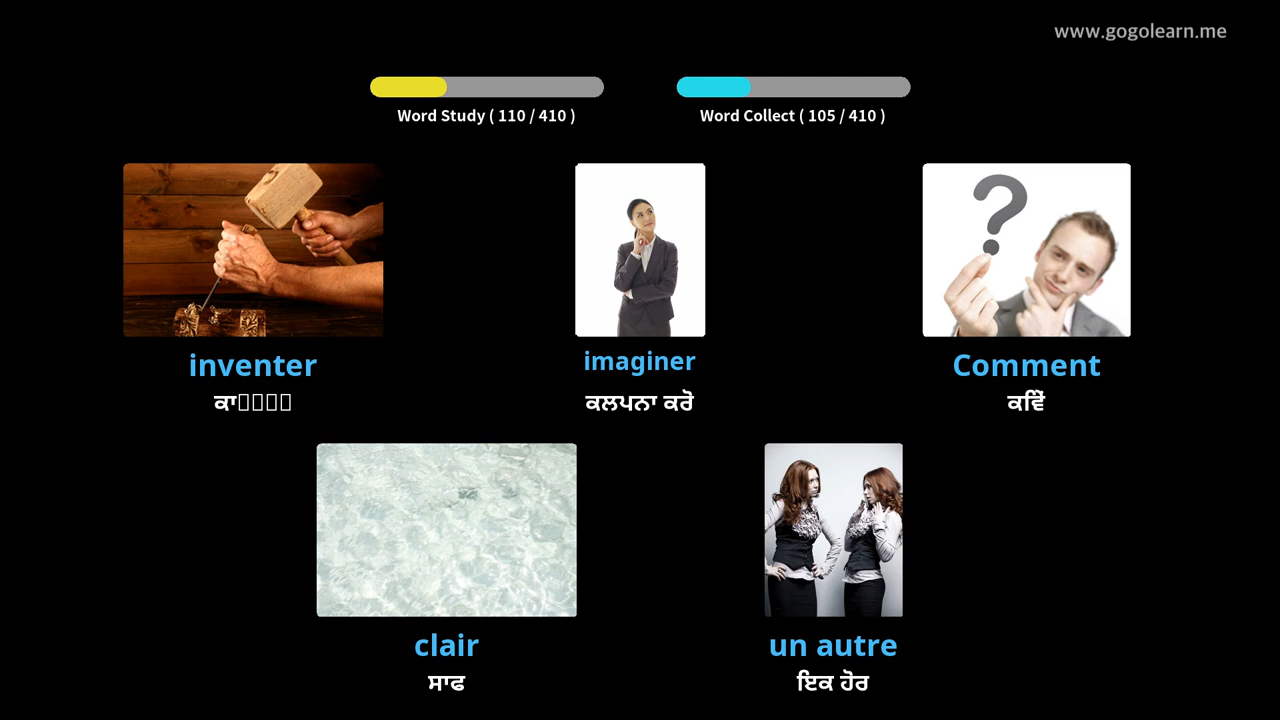 www.gogolearn.me
Word Study ( 110 / 410 )
Word Collect ( 105 / 410 )
inventer
imaginer
Comment
ਕਲਪਨਾ ਕਰੋ
ਕਿਵੇਂ
clair
un autre
ਸਾਫ
ਇਕ ਹੋਰ